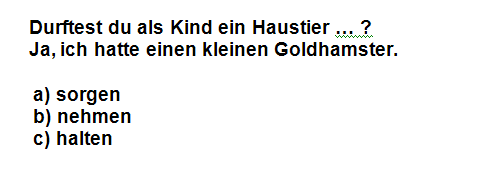 Durftest du als Kind ein Haustier ... ?
Ja, ich hatte einen kleinen Goldhamster.
a) sorgen
b) nehmen
c) halten